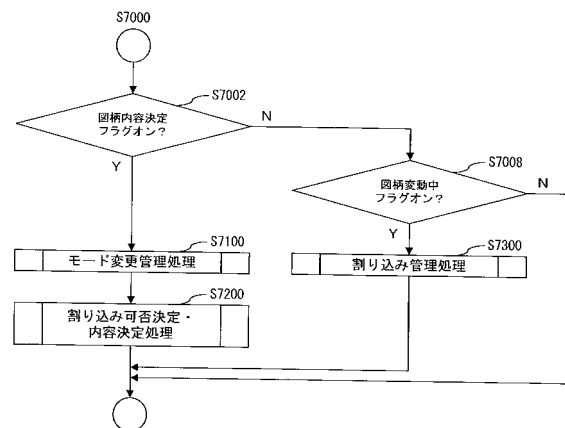 S7000
S7002
図柄内容決定
フラグオン?
N
Y
S7008
図柄変動中
フラグオン?
N
Y
S7100
モード変更管理処理
S7300
割り込み管理処理
S7200
割り込み可否決定・
内容決定処理